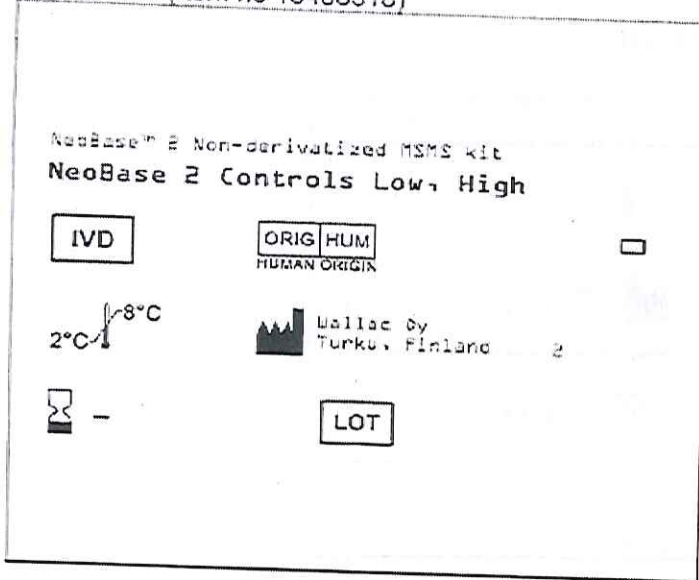 NeoBase™ 2 Non-derivatized MSMS kit
NeoBase 2 Controls Low, High
IVD
ORIG HUM
HUMAN ORIGIN
8°C
2°C
Wallac Oy
Turku, Finland 2
–
LOT